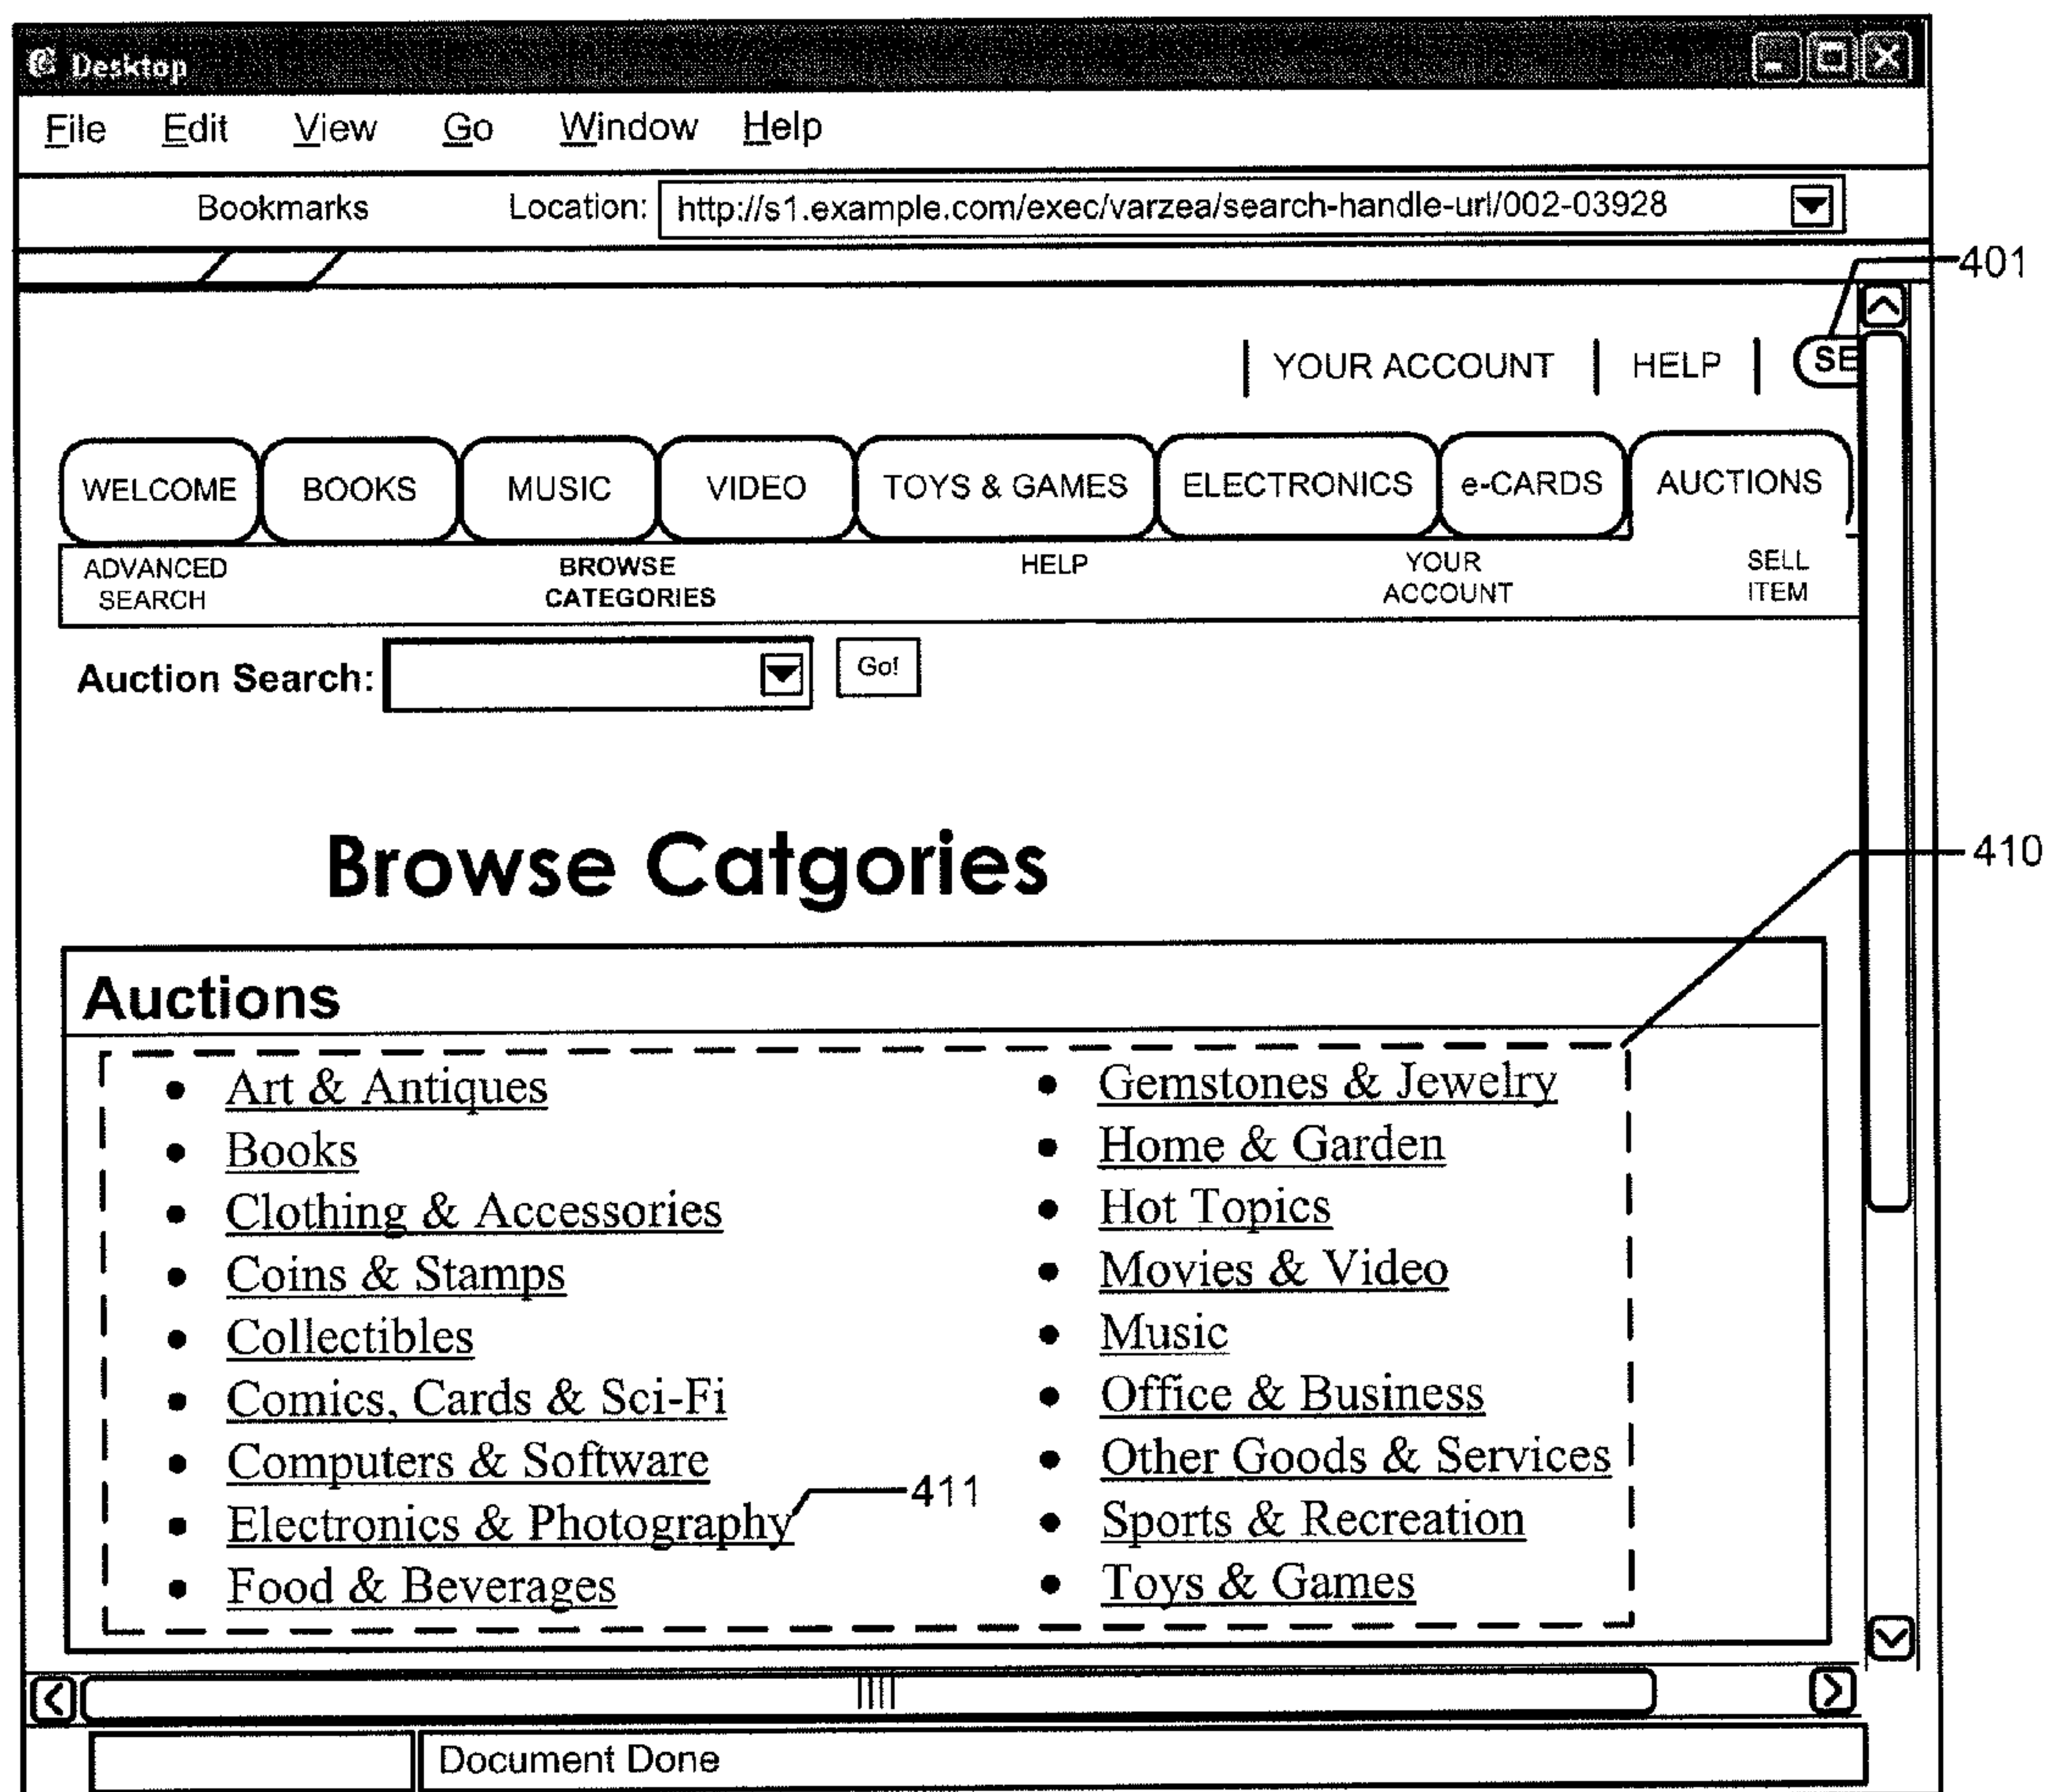 Desktop
File Edit View Go Window Help
Bookmarks Location: http://s1.example.com/exec/varzea/search-handle-url/002-03928
401
YOUR ACCOUNT HELP SE
WELCOME BOOKS MUSIC VIDEO TOYS & GAMES ELECTRONICS e-CARDS AUCTIONS
ADVANCED SEARCH BROWSE CATEGORIES HELP YOUR ACCOUNT SELL ITEM
Auction Search: Go!
Browse Catgories
410
Auctions
Art & Antiques
Books
Clothing & Accessories
Coins & Stamps
Collectibles
Comics, Cards & Sci-Fi
Computers & Software
Electronics & Photography
411
Food & Beverages
Gemstones & Jewelry
Home & Garden
Hot Topics
Movies & Video
Music
Office & Business
Other Goods & Services
Sports & Recreation
Toys & Games
Document Done